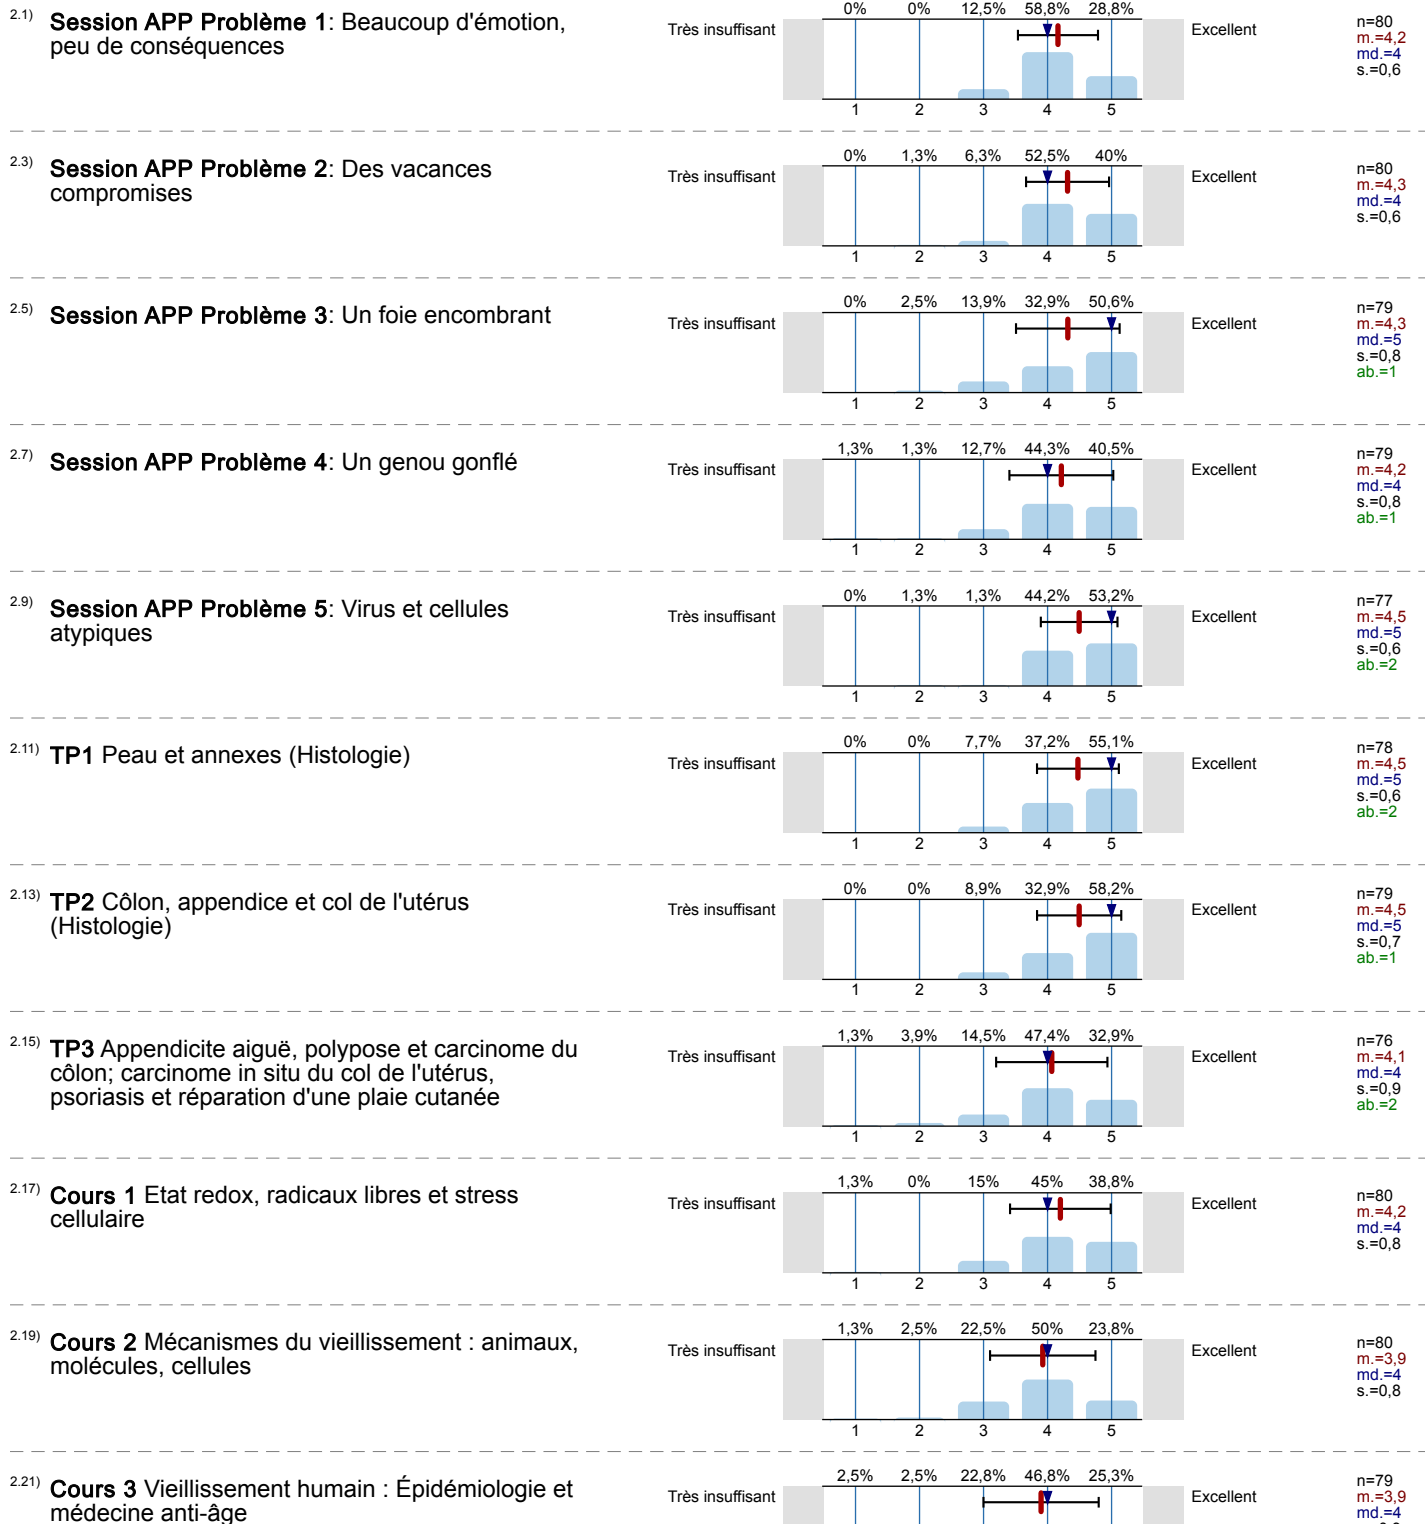 2.1) Session APP Problème 1: Beaucoup d'émotion,
peu de conséquences
Très insuffisant
0% 0% 12,5% 58,8% 28,8%
1 2 3 4 5
Excellent
n=80
m.=4,2
md.=4
s.=0,6
2.3) Session APP Problème 2: Des vacances
compromises
Très insuffisant
0% 1,3% 6,3% 52,5% 40%
1 2 3 4 5
Excellent
n=80
m.=4,3
md.=4
s.=0,6
2.5) Session APP Problème 3: Un foie encombrant
Très insuffisant
0% 2,5% 13,9% 32,9% 50,6%
1 2 3 4 5
Excellent
n=79
m.=4,3
md.=5
s.=0,8
ab.=1
2.7) Session APP Problème 4: Un genou gonflé
Très insuffisant
1,3% 1,3% 12,7% 44,3% 40,5%
1 2 3 4 5
Excellent
n=79
m.=4,2
md.=4
s.=0,8
ab.=1
2.9) Session APP Problème 5: Virus et cellules
atypiques
Très insuffisant
0% 1,3% 1,3% 44,2% 53,2%
1 2 3 4 5
Excellent
n=77
m.=4,5
md.=5
s.=0,6
ab.=2
2.11) TP1 Peau et annexes (Histologie)
Très insuffisant
0% 0% 7,7% 37,2% 55,1%
1 2 3 4 5
Excellent
n=78
m.=4,5
md.=5
s.=0,6
ab.=2
2.13) TP2 Côlon, appendice et col de l'utérus
(Histologie)
Très insuffisant
0% 0% 8,9% 32,9% 58,2%
1 2 3 4 5
Excellent
n=79
m.=4,5
md.=5
s.=0,7
ab.=1
2.15) TP3 Appendicite aiguë, polypose et carcinome du
côlon; carcinome in situ du col de l'utérus,
psoriasis et réparation d'une plaie cutanée
Très insuffisant
1,3% 3,9% 14,5% 47,4% 32,9%
1 2 3 4 5
Excellent
n=76
m.=4,1
md.=4
s.=0,9
ab.=2
2.17) Cours 1 Etat redox, radicaux libres et stress
cellulaire
Très insuffisant
1,3% 0% 15% 45% 38,8%
1 2 3 4 5
Excellent
n=80
m.=4,2
md.=4
s.=0,8
2.19) Cours 2 Mécanismes du vieillissement : animaux,
molécules, cellules
Très insuffisant
1,3% 2,5% 22,5% 50% 23,8%
1 2 3 4 5
Excellent
n=80
m.=3,9
md.=4
s.=0,8
2.21) Cours 3 Vieillissement humain : Épidémiologie et
médecine anti-âge
Très insuffisant
2,5% 2,5% 22,8% 46,8% 25,3%
Excellent
n=79
m.=3,9
md.=4